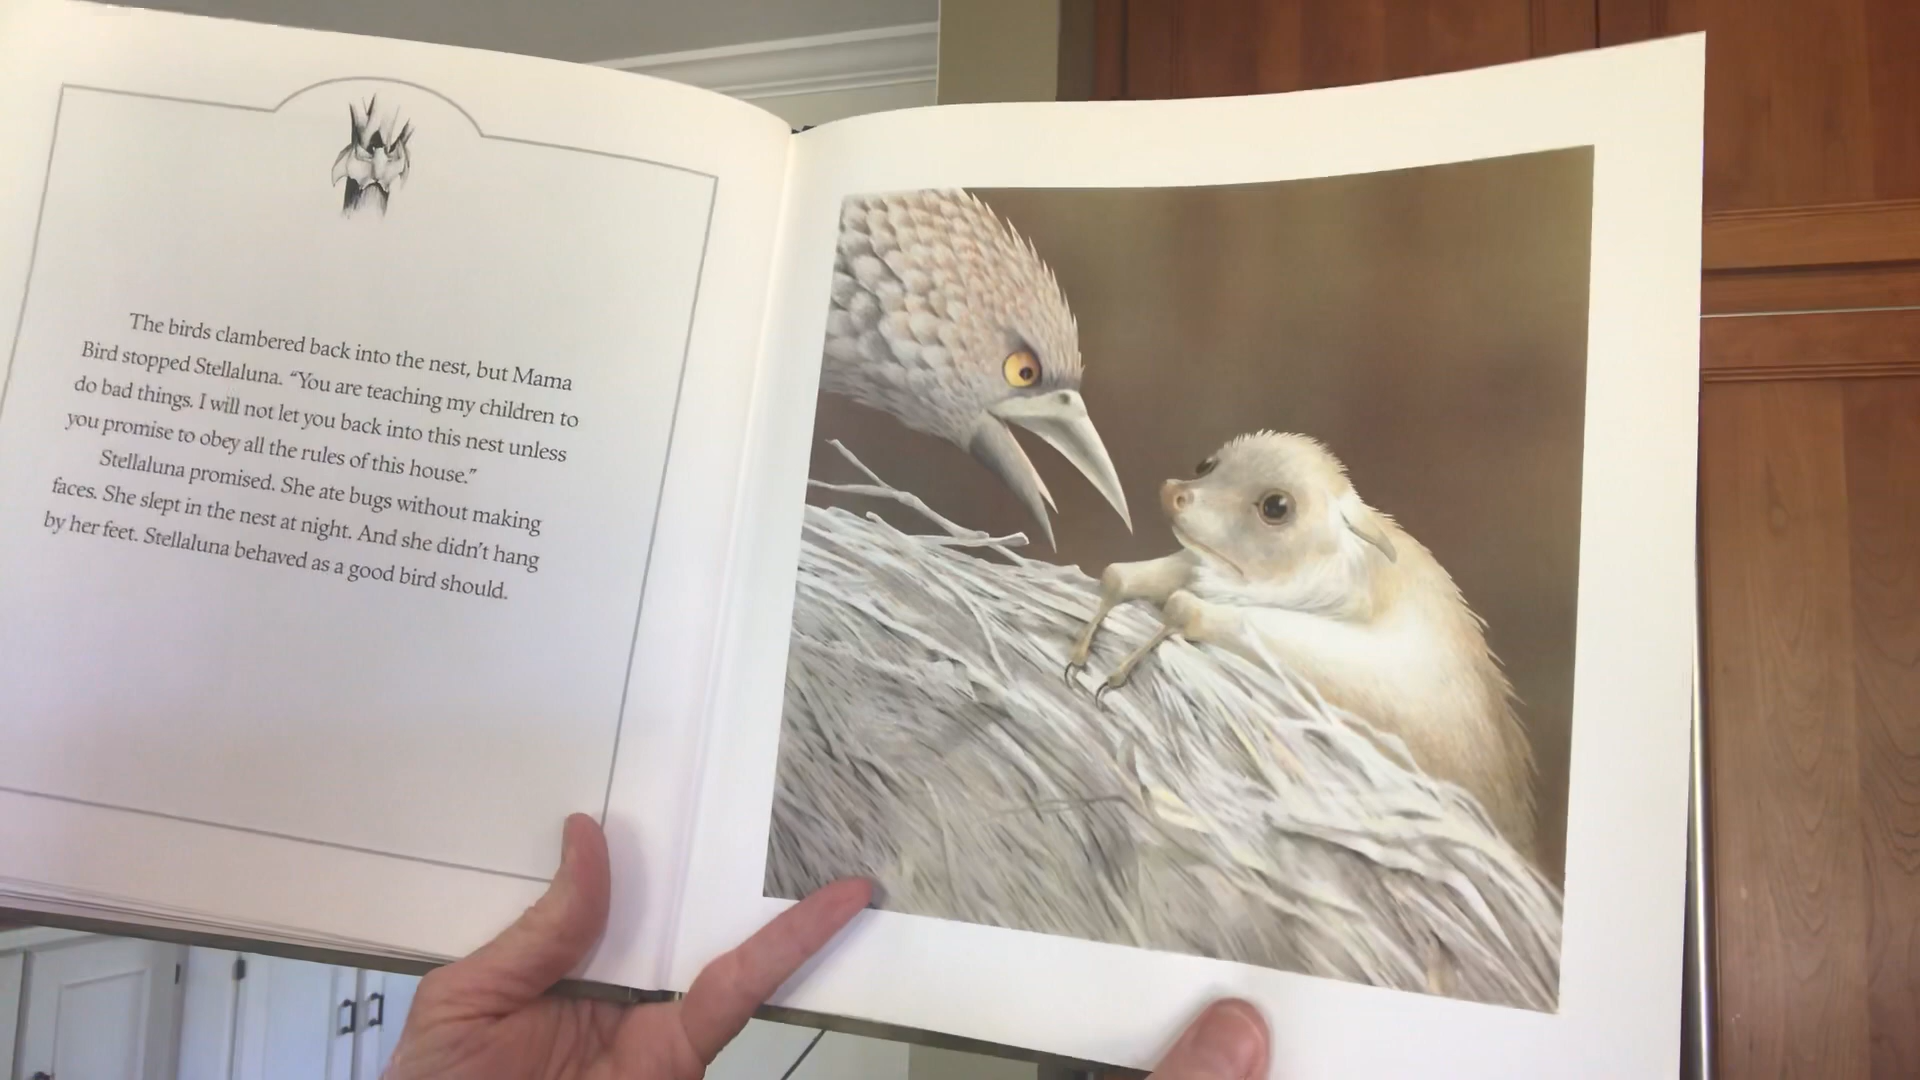 The birds clambered back into the nest, but Mama
Bird stopped Stellaluna. “You are teaching my children to
do bad things. I will not let you back into this nest unless
you promise to obey all the rules of this house.”
Stellaluna promised. She ate bugs without making
faces. She slept in the nest at night. And she didn’t hang
by her feet. Stellaluna behaved as a good bird should.